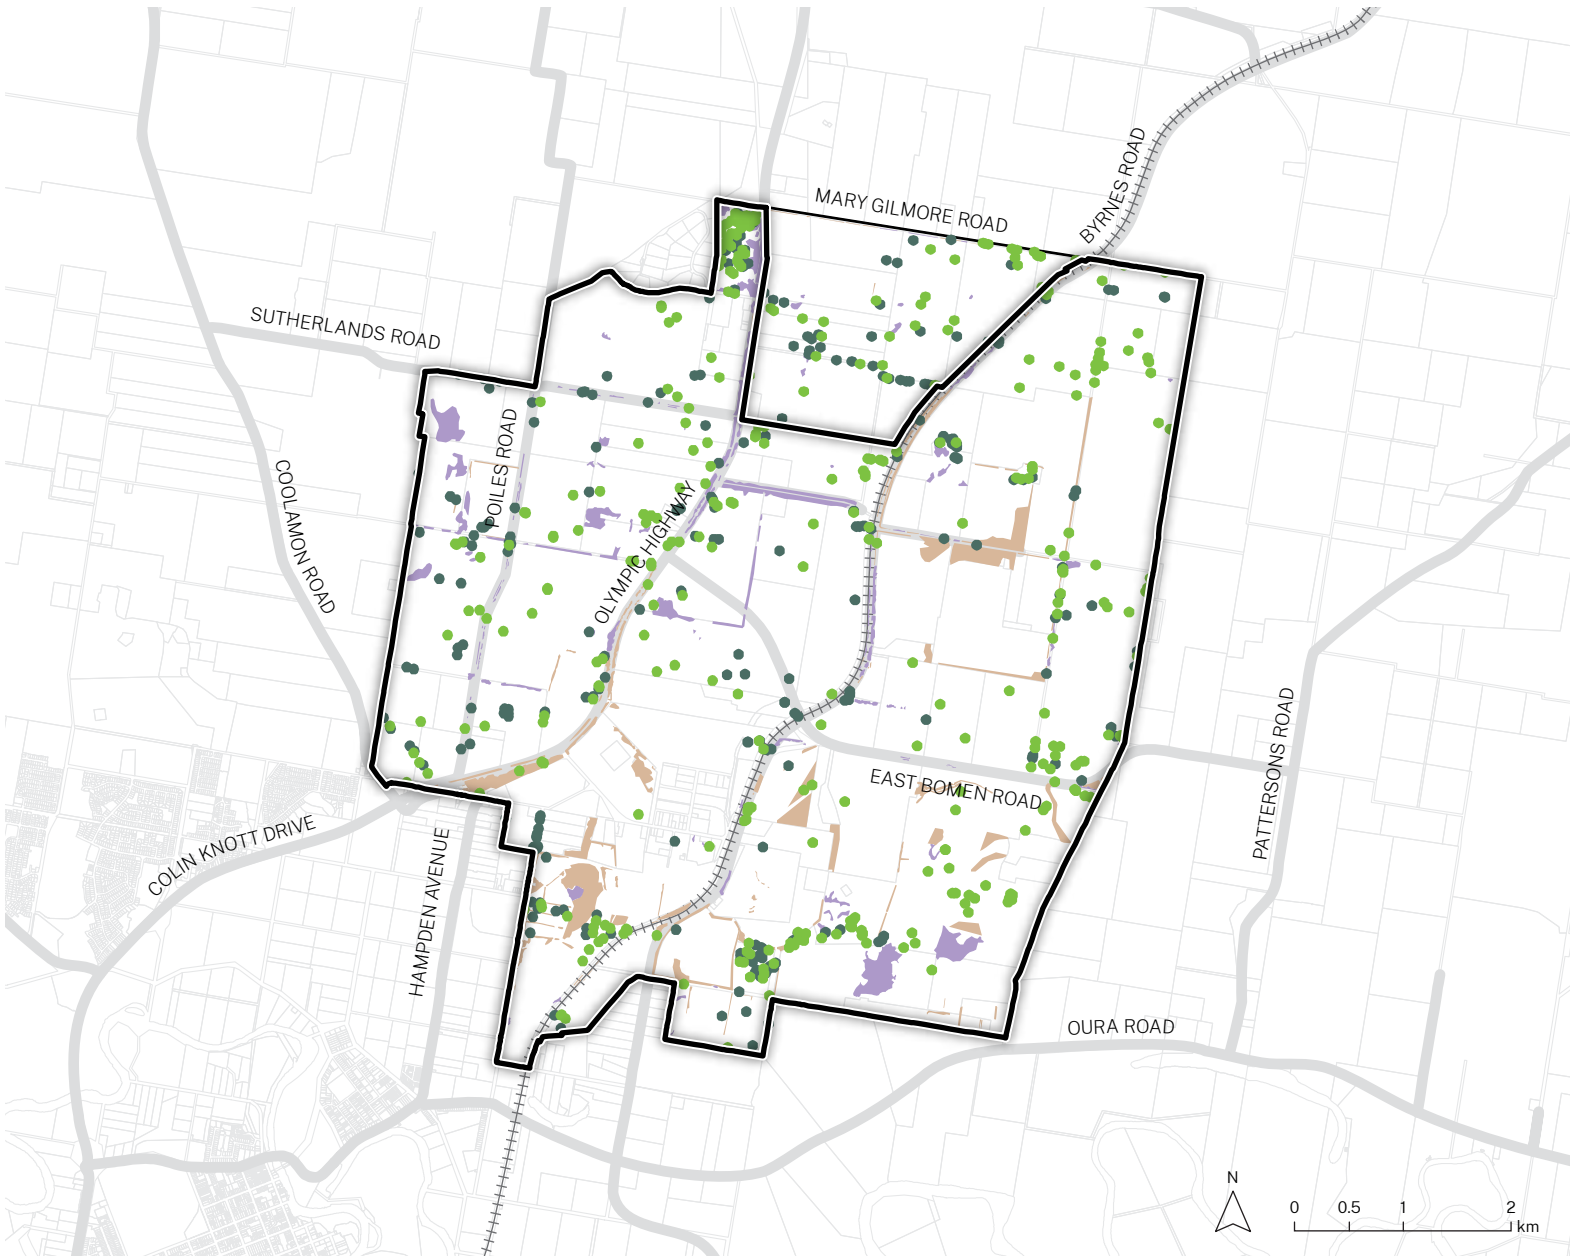 MARY GILMORE ROAD
BYRNES ROAD
SUTHERLANDS ROAD
POILES ROAD
COOLAMON ROAD
OLYMPIC HIGHWAY
PATTERSONS ROAD
EAST BOMEN ROAD
COLIN KNOTT DRIVE
HAMPDEN AVENUE
OURA ROAD
N
0 0.5 1 2
km